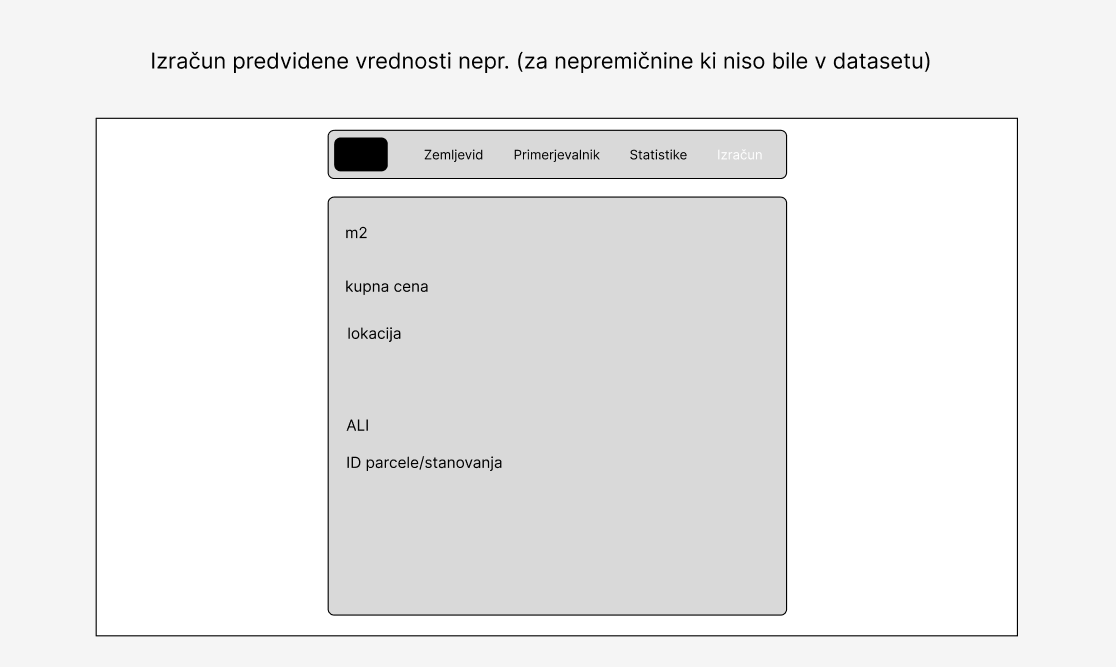 Izračun predvidene vrednosti nepr. (za nepremičnine ki niso bile v datasetu)
Zemljevid Primerjevalnik Statistike Izračun
m2
kupna cena
lokacija
ALI
ID parcele/stanovanja